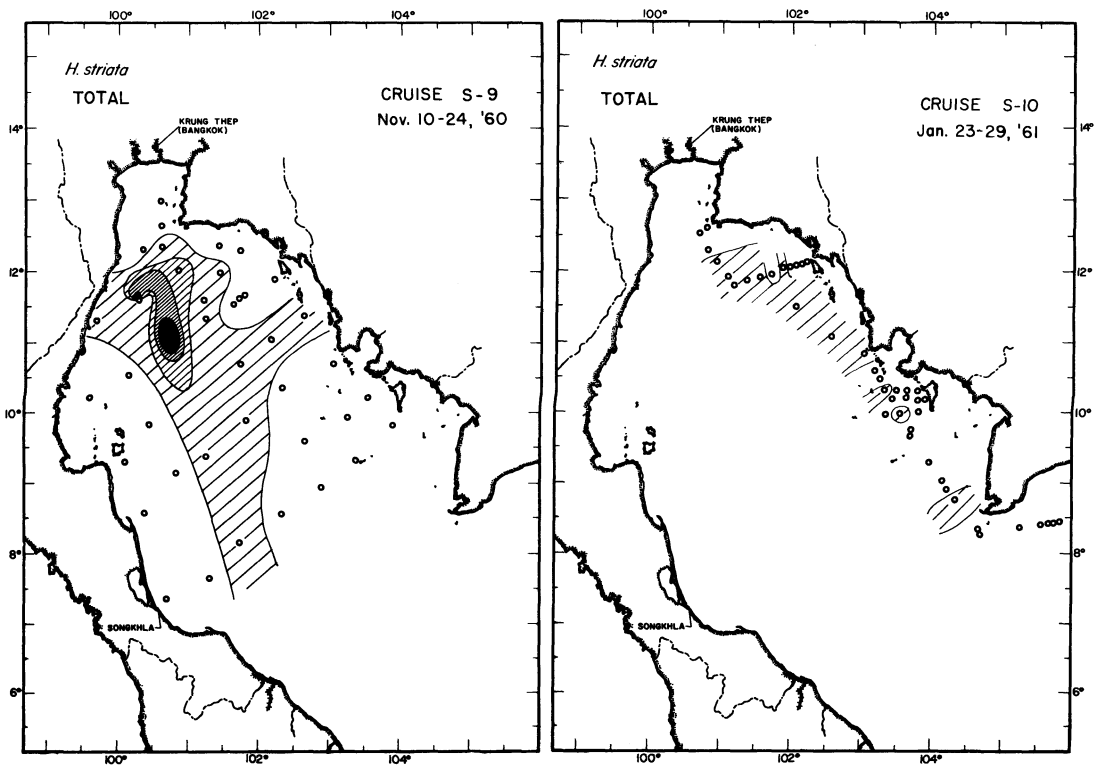 100° 102° 104°
H. striata
TOTAL
CRUISE S-9
Nov. 10-24, '60
KRUNG THEP
(BANGKOK)
14°
12°
10°
8°
SONGKHLA
6°
100° 102° 104°
100° 102° 104°
H. striata
TOTAL
CRUISE S-10
Jan. 23-29, '61
KRUNG THEP
(BANGKOK)
14°
12°
10°
8°
SONGKHLA
6°
100° 102° 104°